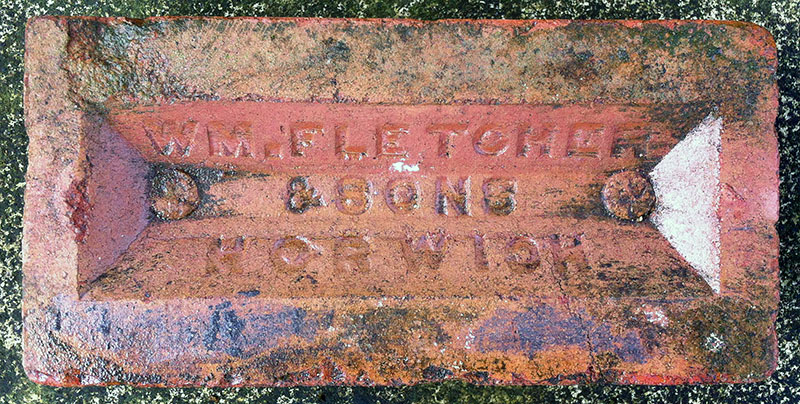 WM. FLETCHER
& SONS
NORWICH